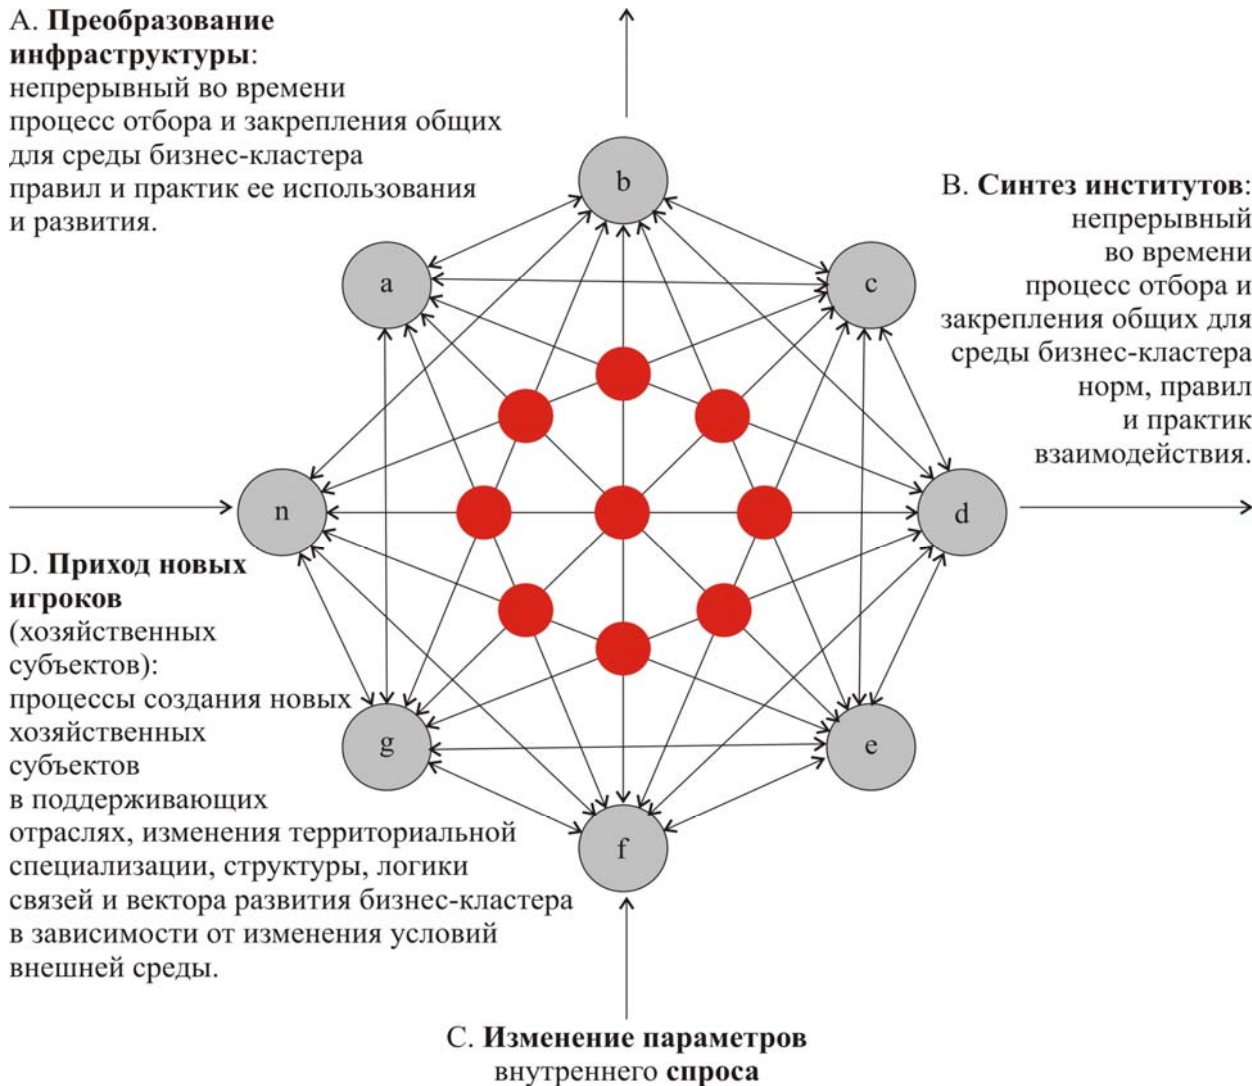 A. Преобразование
инфраструктуры:
непрерывный во времени
процесс отбора и закрепления общих
для среды бизнес-кластера
правил и практик ее использования
и развития.
b
B. Синтез институтов:
непрерывный
во времени
процесс отбора и
закрепления общих для
среды бизнес-кластера
норм, правил
и практик
взаимодействия.
a
c
n
d
D. Приход новых
игроков
(хозяйственных
субъектов):
процессы создания новых
хозяйственных
субъектов
в поддерживающих
отраслях, изменения территориальной
специализации, структуры, логики
связей и вектора развития бизнес-кластера
в зависимости от изменения условий
внешней среды.
g
e
f
C. Изменение параметров
внутреннего спроса